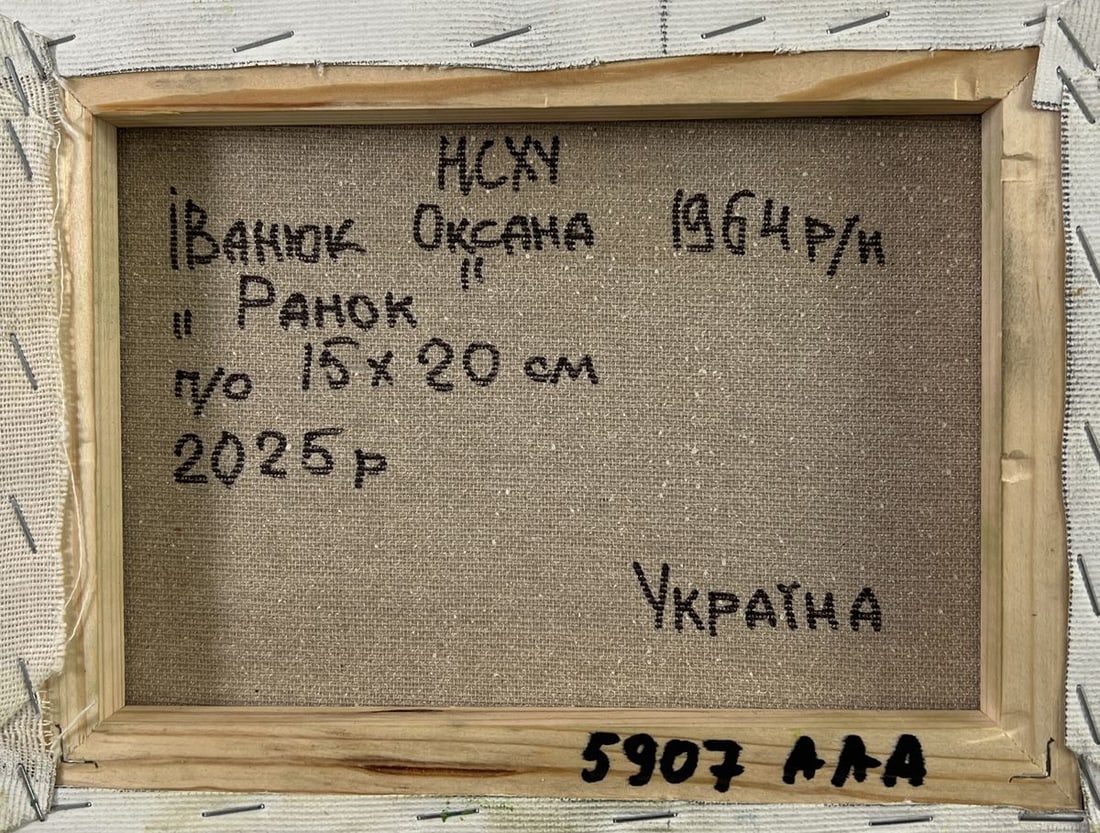 НСХУ
Іванюк Оксана 1964 р/н
" Ранок "
п/о 15 х 20 см
2025 р
Україна
5907 ААА